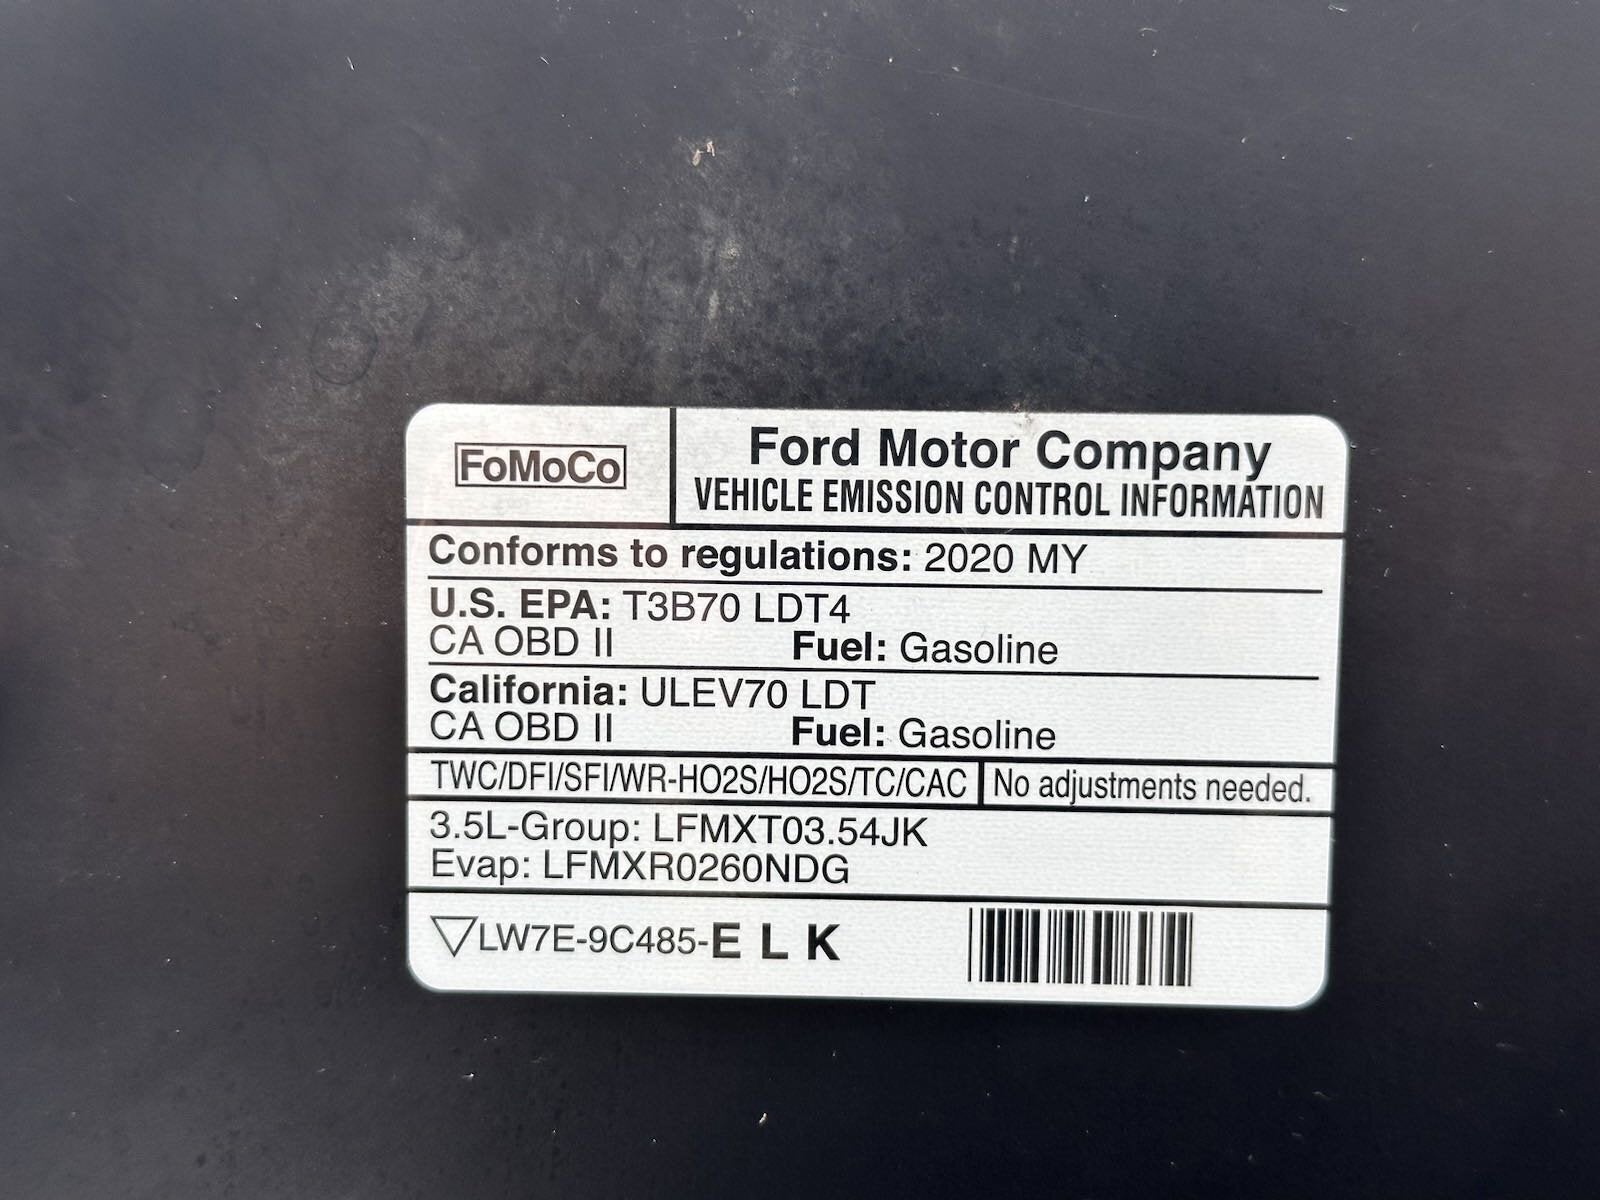 FoMoCo
Ford Motor Company
VEHICLE EMISSION CONTROL INFORMATION
Conforms to regulations: 2020 MY
U.S. EPA: T3B70 LDT4
CA OBD II Fuel: Gasoline
California: ULEV70 LDT
CA OBD II Fuel: Gasoline
TWC/DFI/SFI/WR-HO2S/HO2S/TC/CAC No adjustments needed.
3.5L-Group: LFMXT03.54JK
Evap: LFMXR0260NDG
▽LW7E-9C485-E L K